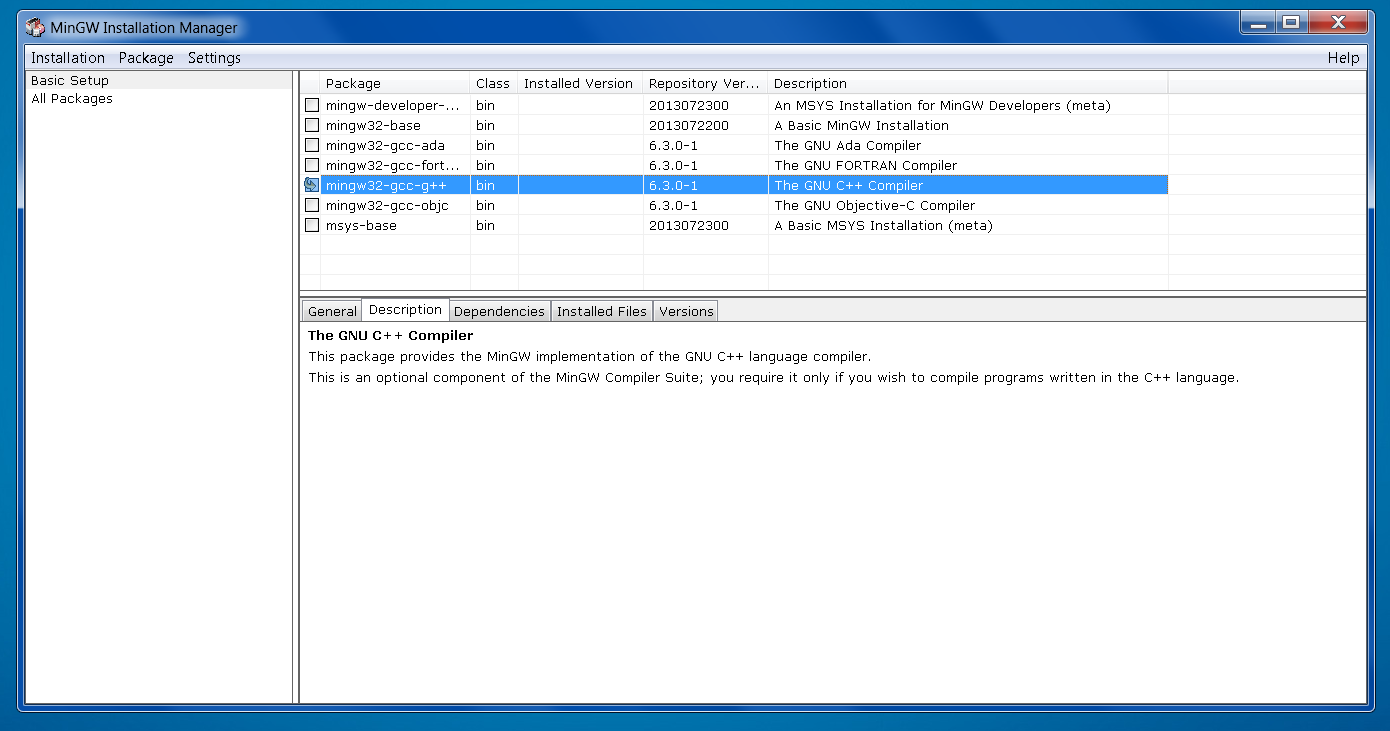 MinGW Installation Manager
Installation Package Settings Help
Basic Setup
All Packages
Package Class Installed Version Repository Ver... Description
mingw-developer-... bin 2013072300 An MSYS Installation for MinGW Developers (meta)
mingw32-base bin 2013072200 A Basic MinGW Installation
mingw32-gcc-ada bin 6.3.0-1 The GNU Ada Compiler
mingw32-gcc-fort... bin 6.3.0-1 The GNU FORTRAN Compiler
mingw32-gcc-g++ bin 6.3.0-1 The GNU C++ Compiler
mingw32-gcc-objc bin 6.3.0-1 The GNU Objective-C Compiler
msys-base bin 2013072300 A Basic MSYS Installation (meta)
General Description Dependencies Installed Files Versions
The GNU C++ Compiler
This package provides the MinGW implementation of the GNU C++ language compiler.
This is an optional component of the MinGW Compiler Suite; you require it only if you wish to compile programs written in the C++ language.